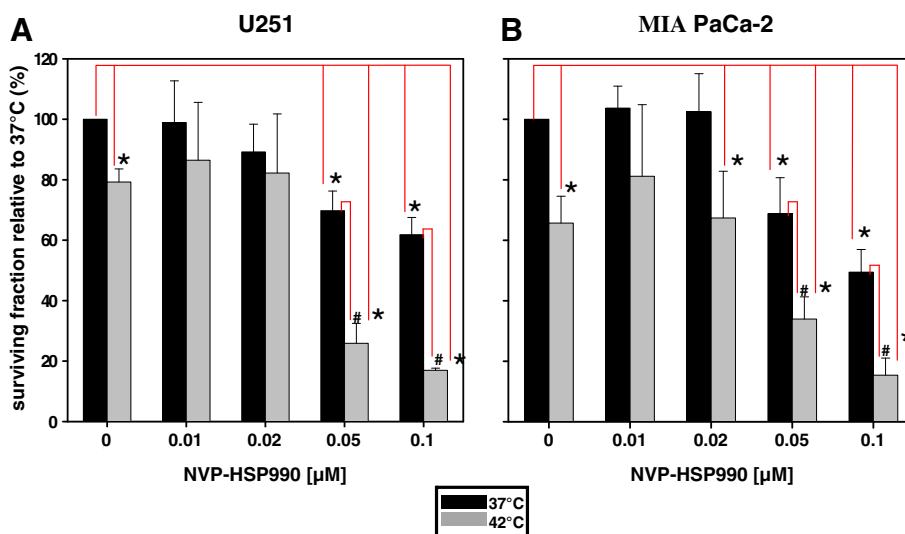 A U251
B MIA PaCa-2
surviving fraction relative to 37°C (%)
120
100
80
60
40
20
0
* * * # * # *
* * * * # * # *
0 0.01 0.02 0.05 0.1
0 0.01 0.02 0.05 0.1
NVP-HSP990 [µM]
NVP-HSP990 [µM]
37°C
42°C